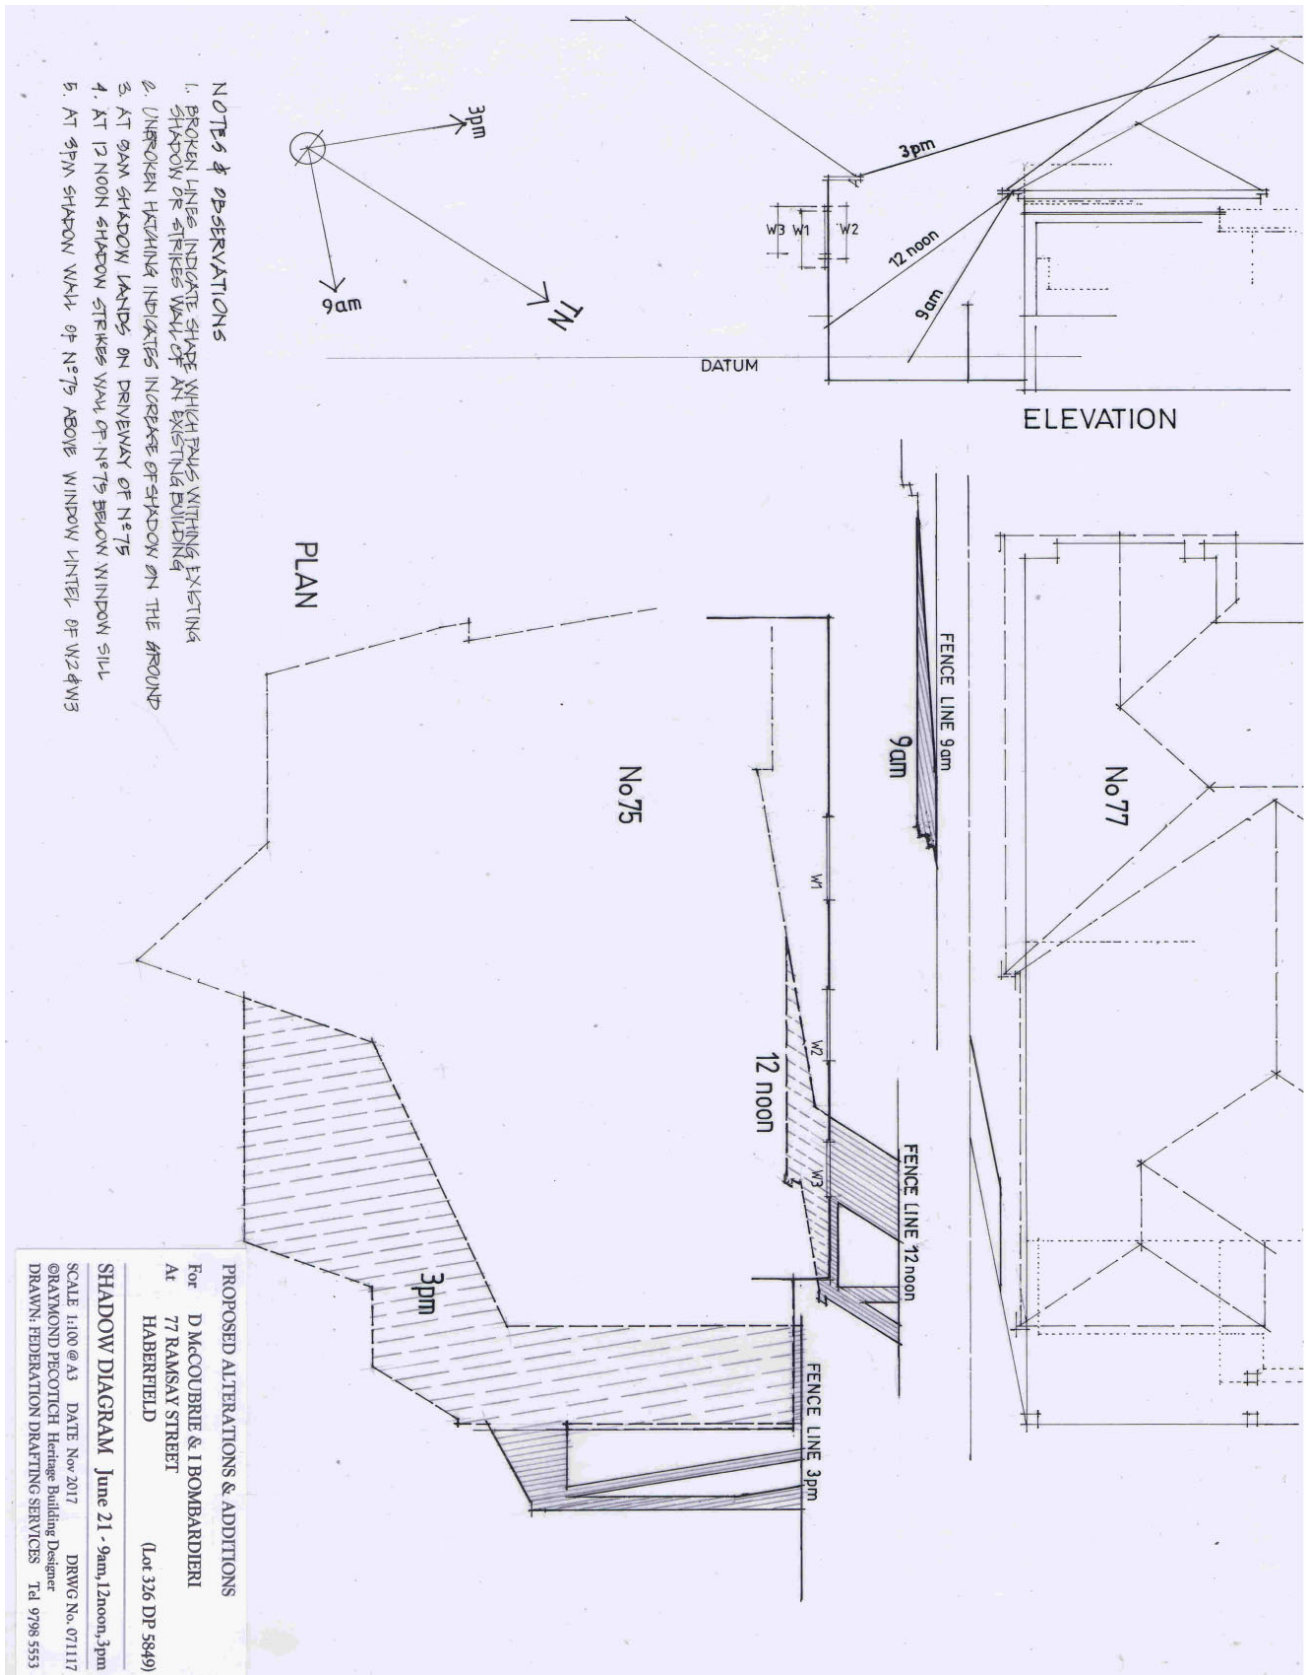 NOTES & OBSERVATIONS
1. BROKEN LINES INDICATE SHADE WHICH FALLS WITHING EXISTING
SHADOW OR STRIKES WALL OF AN EXISTING BUILDING
2. UNBROKEN HATCHING INDICATES INCREASE OF SHADOW ON THE GROUND
3. AT 9AM SHADOW LANDS ON DRIVEWAY OF Nº75
4. AT 12 NOON SHADOW STRIKES WALL OF Nº75 BELOW WINDOW SILL
5. AT 3PM SHADOW WALL OF Nº75 ABOVE WINDOW LINTEL OF W2 & W3
3pm
9am
TN
3pm
12 noon
9am
W3
W1
W2
DATUM
ELEVATION
PLAN
No75
No77
FENCE LINE 9am
9am
W1
W2
W3
12 noon
FENCE LINE 12 noon
3pm
FENCE LINE 3pm
PROPOSED ALTERATIONS & ADDITIONS
For D McCOUBRIE & I BOMBARDIERI
At 77 RAMSAY STREET
HABERFIELD (Lot 326 DP 5849)
SHADOW DIAGRAM June 21 - 9am,12noon,3pm
SCALE 1:100 @ A3 DATE Nov 2017 DRWG No. 071117
©RAYMOND PECOTICH Heritage Building Designer
DRAWN: FEDERATION DRAFTING SERVICES Tel 9798 5553